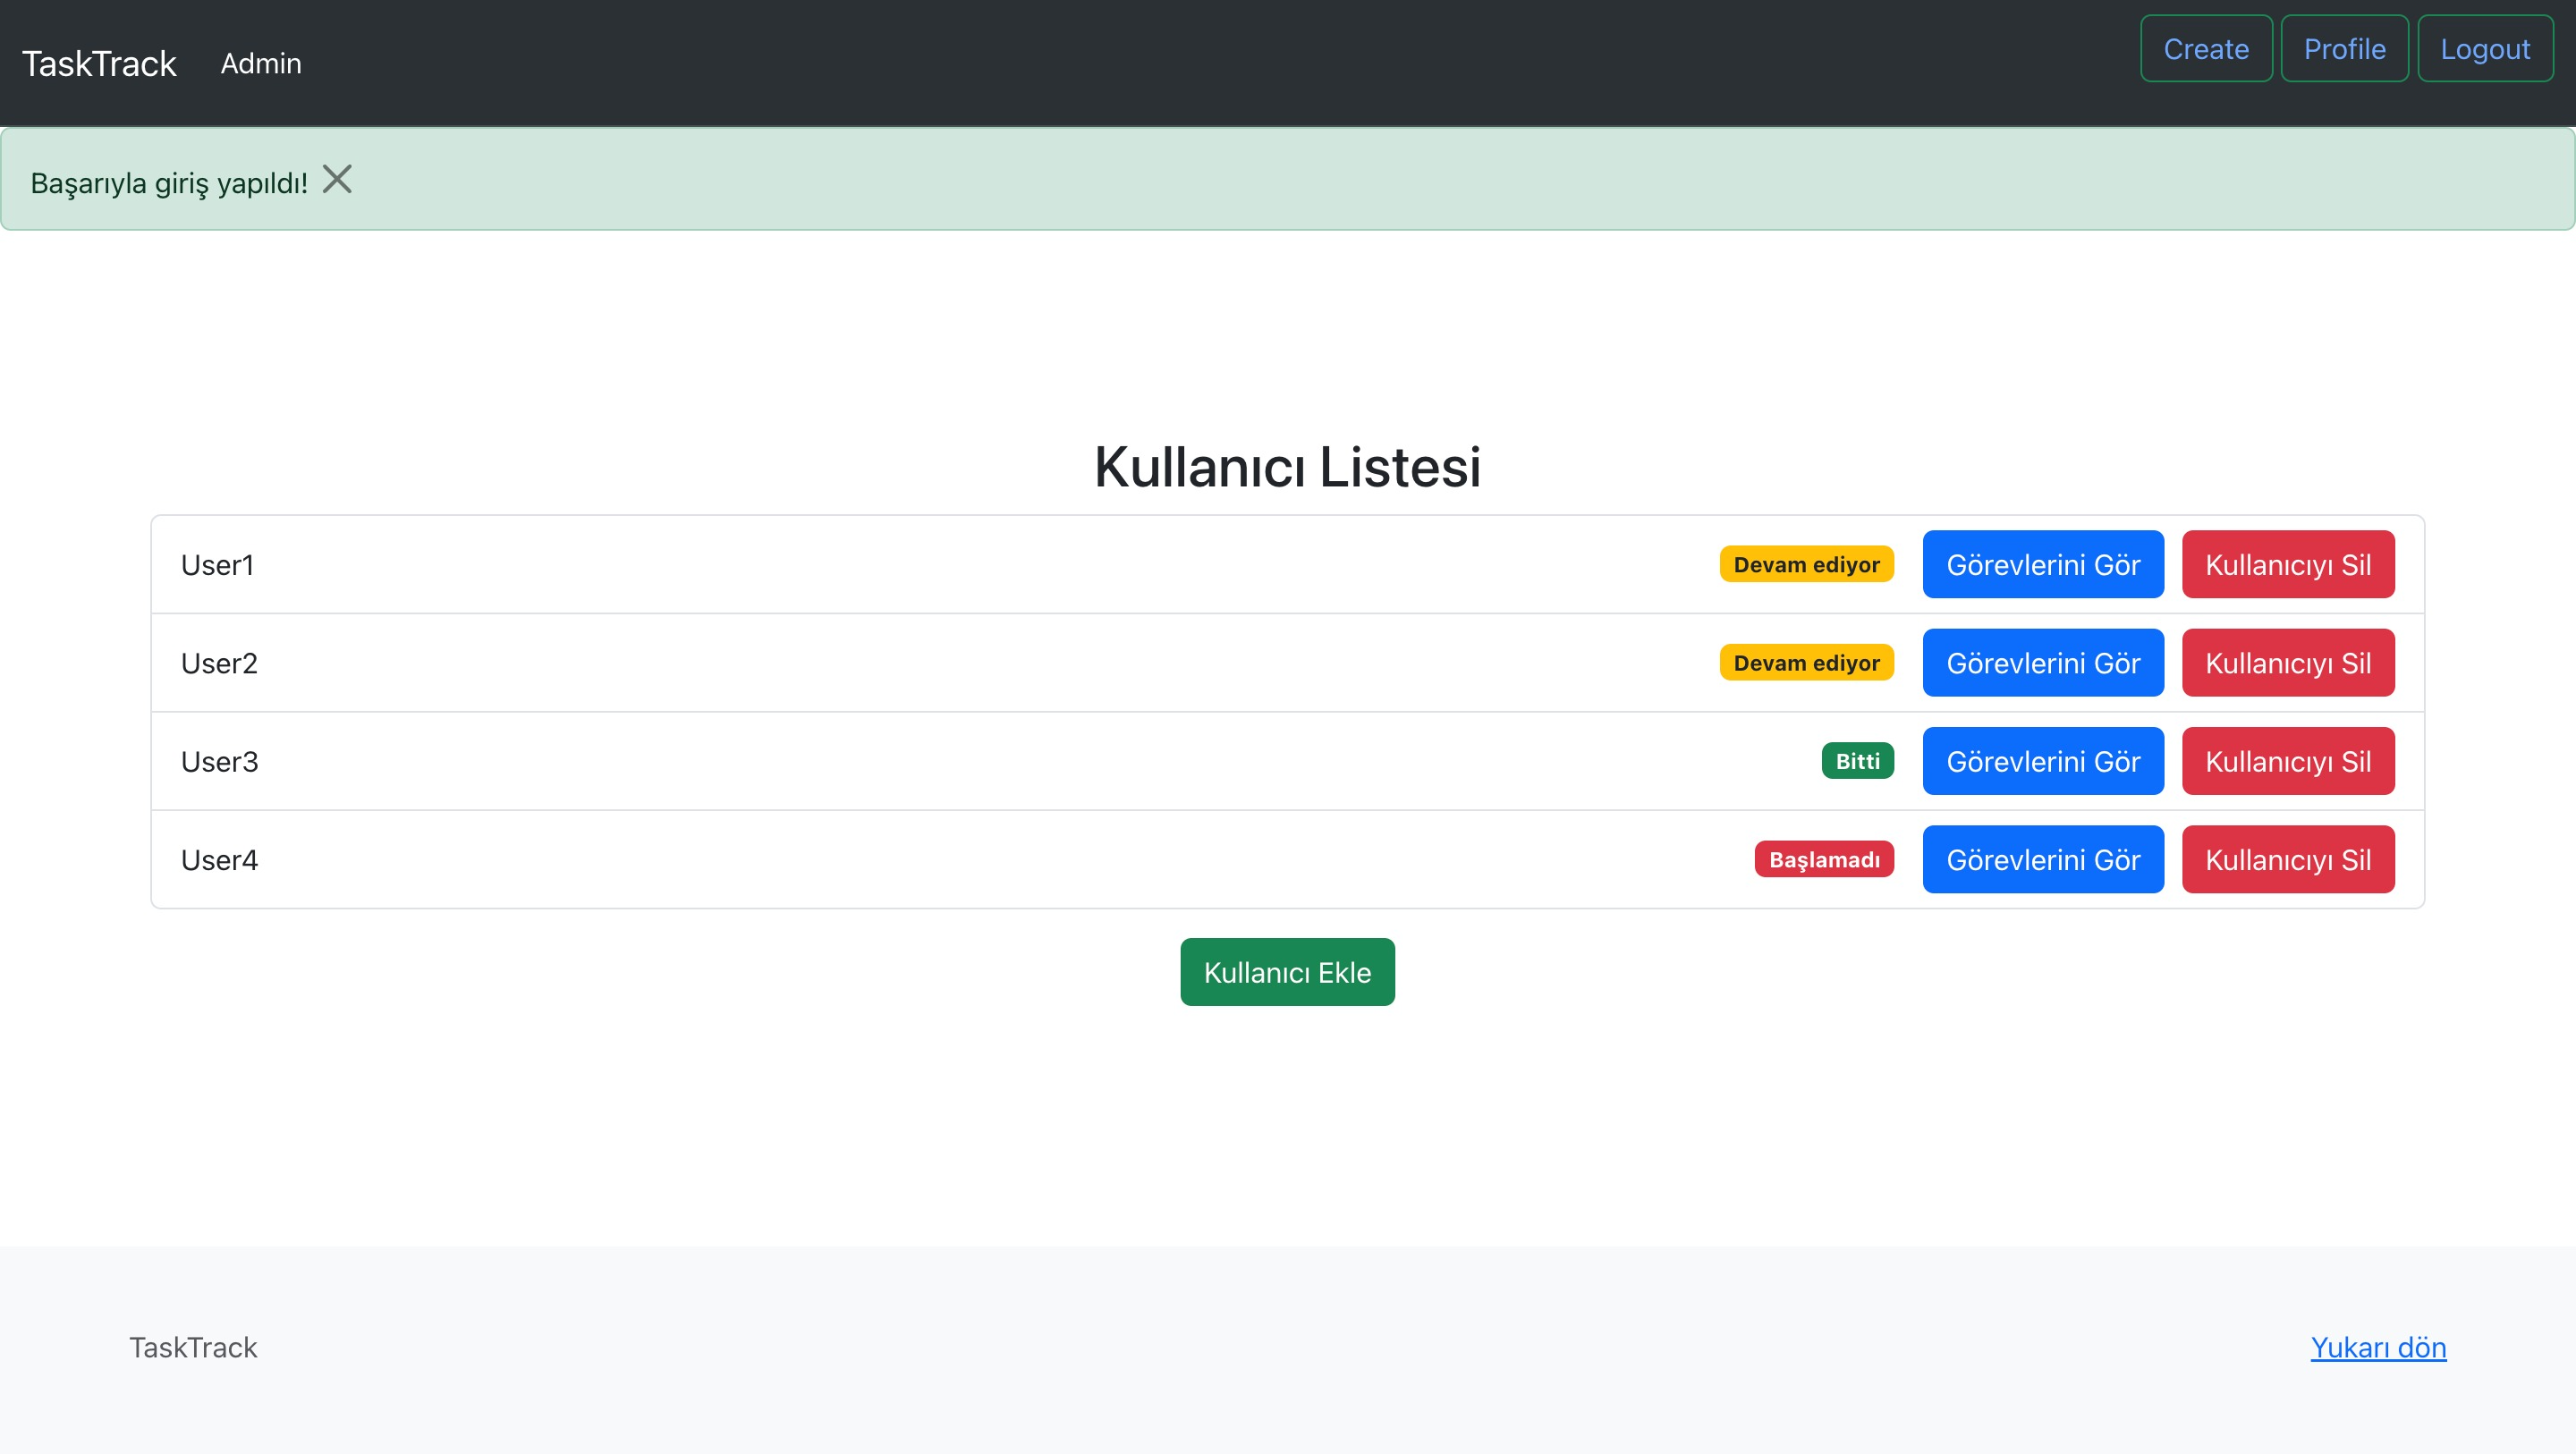 TaskTrack Admin Create Profile Logout
Başarıyla giriş yapıldı!
Kullanıcı Listesi
User1 Devam ediyor Görevlerini Gör Kullanıcıyı Sil
User2 Devam ediyor Görevlerini Gör Kullanıcıyı Sil
User3 Bitti Görevlerini Gör Kullanıcıyı Sil
User4 Başlamadı Görevlerini Gör Kullanıcıyı Sil
Kullanıcı Ekle
TaskTrack Yukarı dön